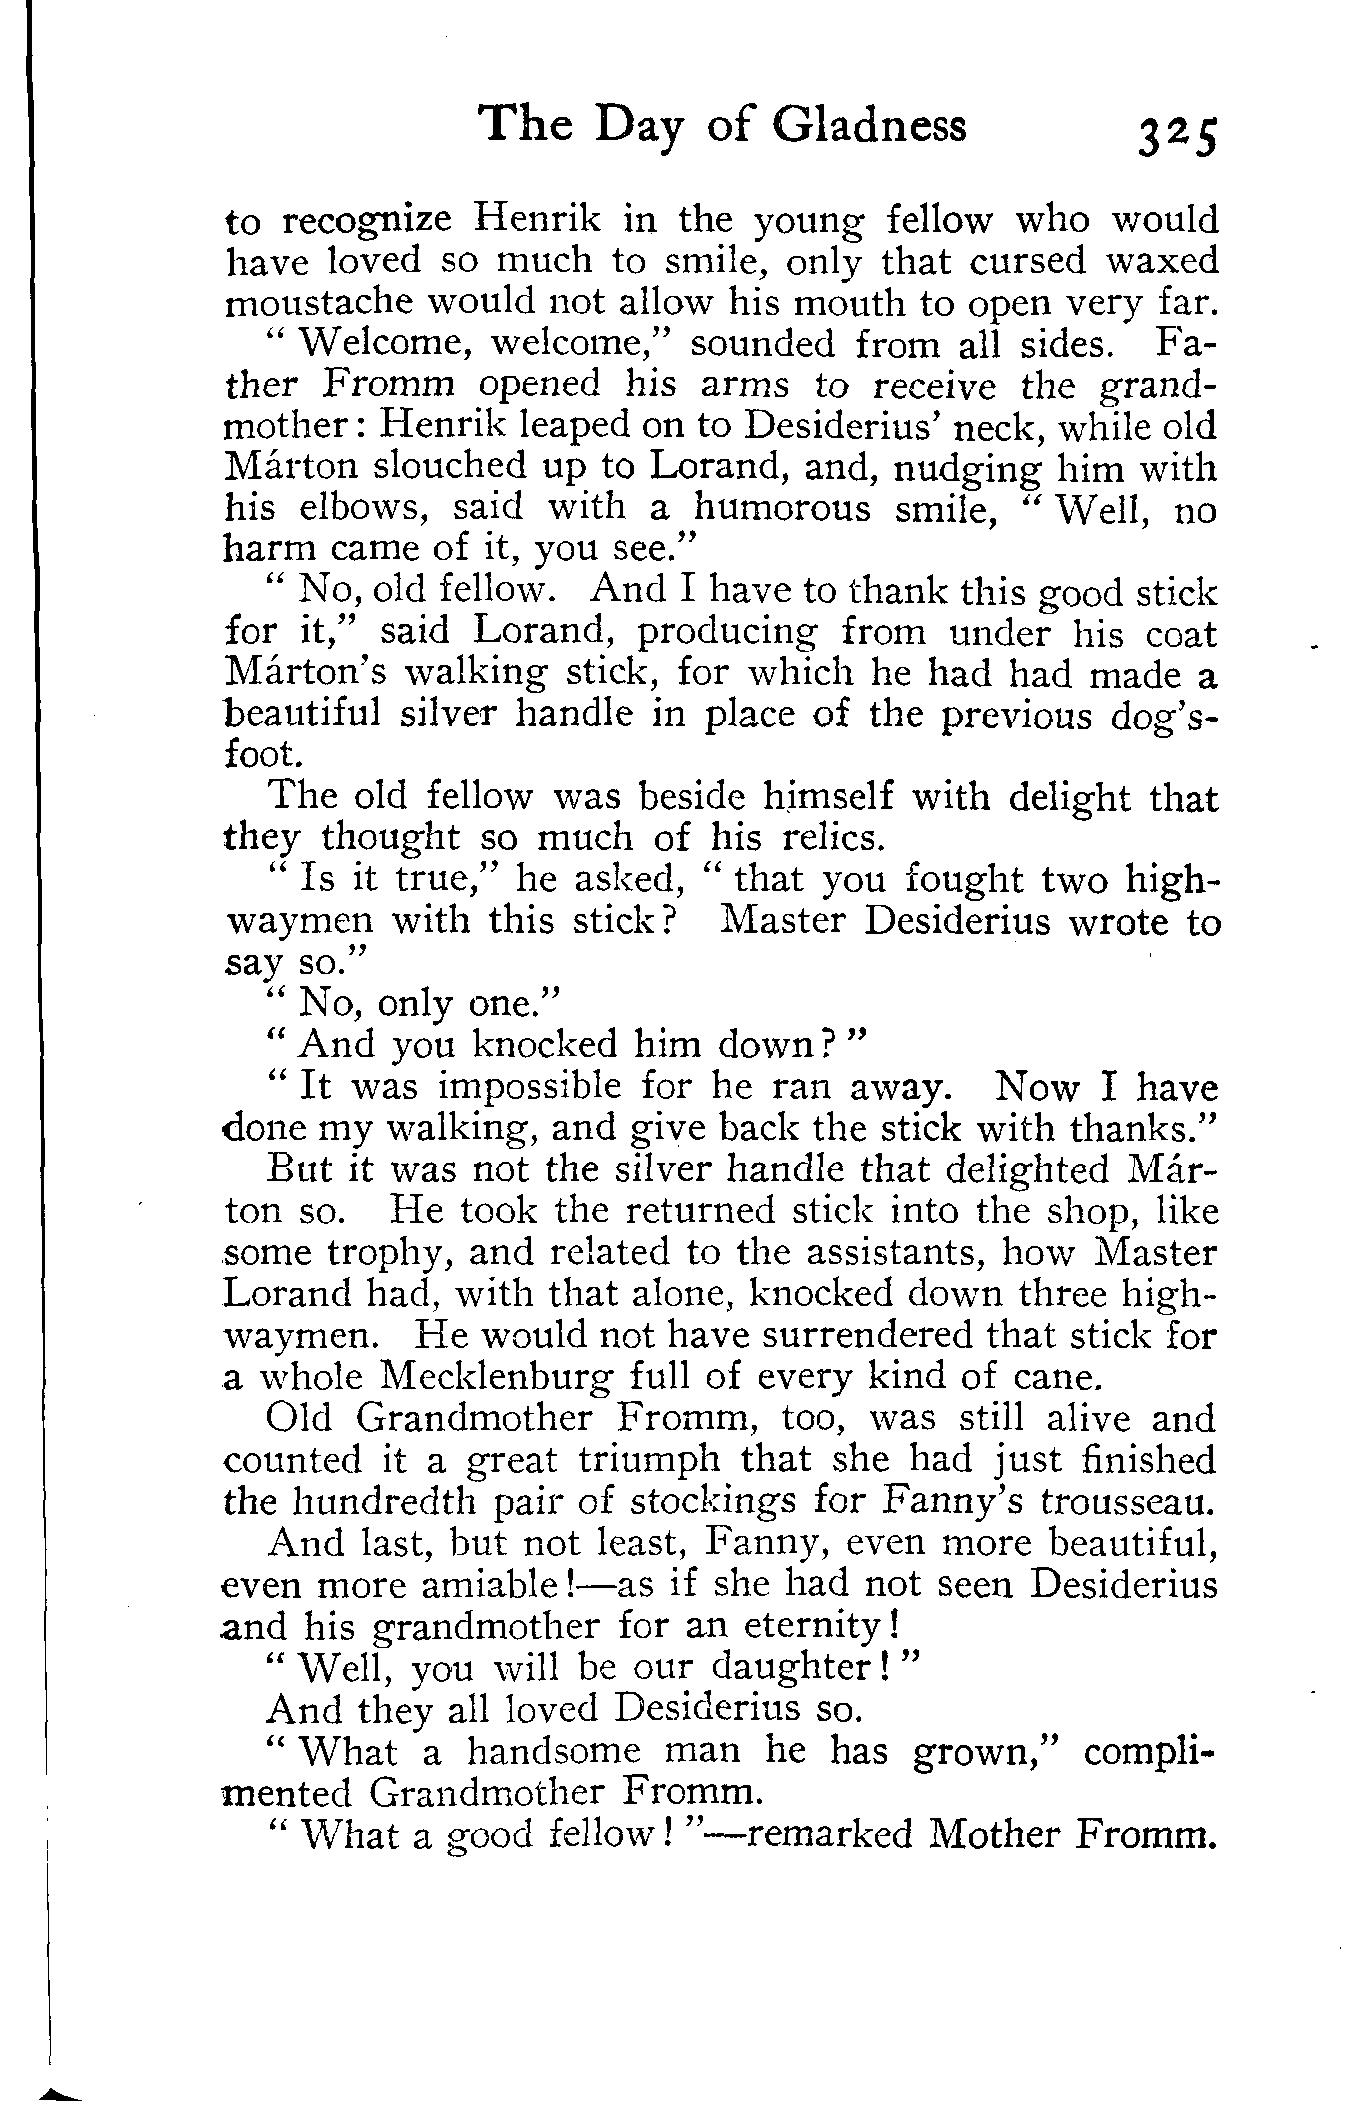 The Day of Gladness 325
to recognize Henrik in the young fellow who would
have loved so much to smile, only that cursed waxed
moustache would not allow his mouth to open very far.
" Welcome, welcome," sounded from all sides. Fa-
ther Fromm opened his arms to receive the grand-
mother: Henrik leaped on to Desiderius' neck, while old
Márton slouched up to Lorand, and, nudging him with
his elbows, said with a humorous smile, " Well, no
harm came of it, you see."
" No, old fellow. And I have to thank this good stick
for it," said Lorand, producing from under his coat
Márton's walking stick, for which he had had made a
beautiful silver handle in place of the previous dog's-
foot.
The old fellow was beside himself with delight that
they thought so much of his relics.
" Is it true," he asked, " that you fought two high-
waymen with this stick? Master Desiderius wrote to
say so."
" No, only one."
" And you knocked him down? "
" It was impossible for he ran away. Now I have
done my walking, and give back the stick with thanks."
But it was not the silver handle that delighted Már-
ton so. He took the returned stick into the shop, like
some trophy, and related to the assistants, how Master
Lorand had, with that alone, knocked down three high-
waymen. He would not have surrendered that stick for
a whole Mecklenburg full of every kind of cane.
Old Grandmother Fromm, too, was still alive and
counted it a great triumph that she had just finished
the hundredth pair of stockings for Fanny's trousseau.
And last, but not least, Fanny, even more beautiful,
even more amiable!—as if she had not seen Desiderius
and his grandmother for an eternity!
" Well, you will be our daughter! "
And they all loved Desiderius so.
" What a handsome man he has grown," compli-
mented Grandmother Fromm.
" What a good fellow! "—remarked Mother Fromm.